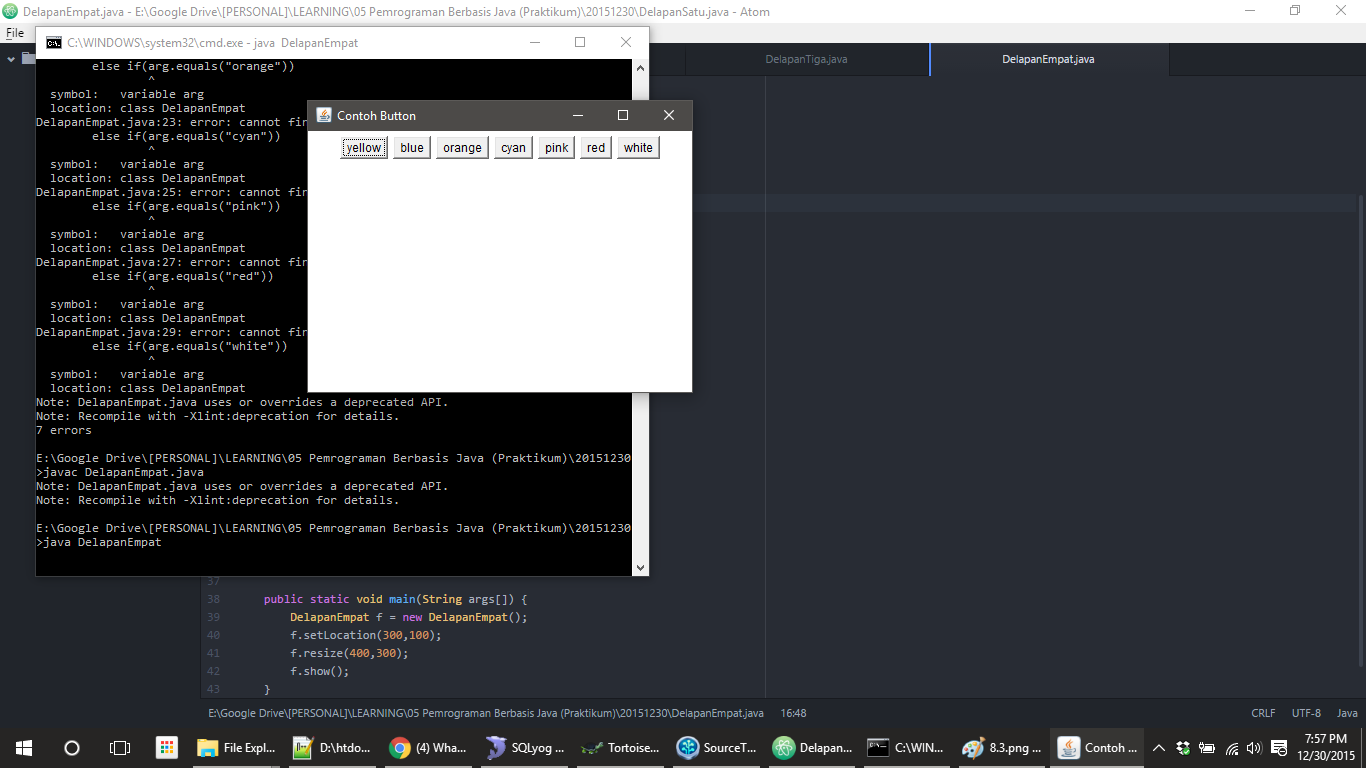 DelapanEmpat.java - E:\Google Drive\[PERSONAL]\LEARNING\05 Pemrograman Berbasis Java (Praktikum)\20151230\DelapanSatu.java - Atom
File
C:\WINDOWS\system32\cmd.exe - java  DelapanEmpat
DelapanTiga.java
DelapanEmpat.java
else if(arg.equals("orange"))
^
symbol:   variable arg
location: class DelapanEmpat
DelapanEmpat.java:23: error: cannot fin
else if(arg.equals("cyan"))
^
symbol:   variable arg
location: class DelapanEmpat
DelapanEmpat.java:25: error: cannot fin
else if(arg.equals("pink"))
^
symbol:   variable arg
location: class DelapanEmpat
DelapanEmpat.java:27: error: cannot fin
else if(arg.equals("red"))
^
symbol:   variable arg
location: class DelapanEmpat
DelapanEmpat.java:29: error: cannot fin
else if(arg.equals("white"))
^
symbol:   variable arg
location: class DelapanEmpat
Note: DelapanEmpat.java uses or overrides a deprecated API.
Note: Recompile with -Xlint:deprecation for details.
7 errors
E:\Google Drive\[PERSONAL]\LEARNING\05 Pemrograman Berbasis Java (Praktikum)\20151230
>javac DelapanEmpat.java
Note: DelapanEmpat.java uses or overrides a deprecated API.
Note: Recompile with -Xlint:deprecation for details.
E:\Google Drive\[PERSONAL]\LEARNING\05 Pemrograman Berbasis Java (Praktikum)\20151230
>java DelapanEmpat
Contoh Button
yellow blue orange cyan pink red white
37
38 public static void main(String args[]) {
39 DelapanEmpat f = new DelapanEmpat();
40 f.setLocation(300,100);
41 f.resize(400,300);
42 f.show();
43 }
E:\Google Drive\[PERSONAL]\LEARNING\05 Pemrograman Berbasis Java (Praktikum)\20151230\DelapanEmpat.java 16:48 CRLF UTF-8 Java
File Expl... D:\htdo... (4) Wha... SQLyog ... Tortoise... SourceT... Delapan... C:\WIN... 8.3.png ... Contoh ...
7:57 PM
12/30/2015